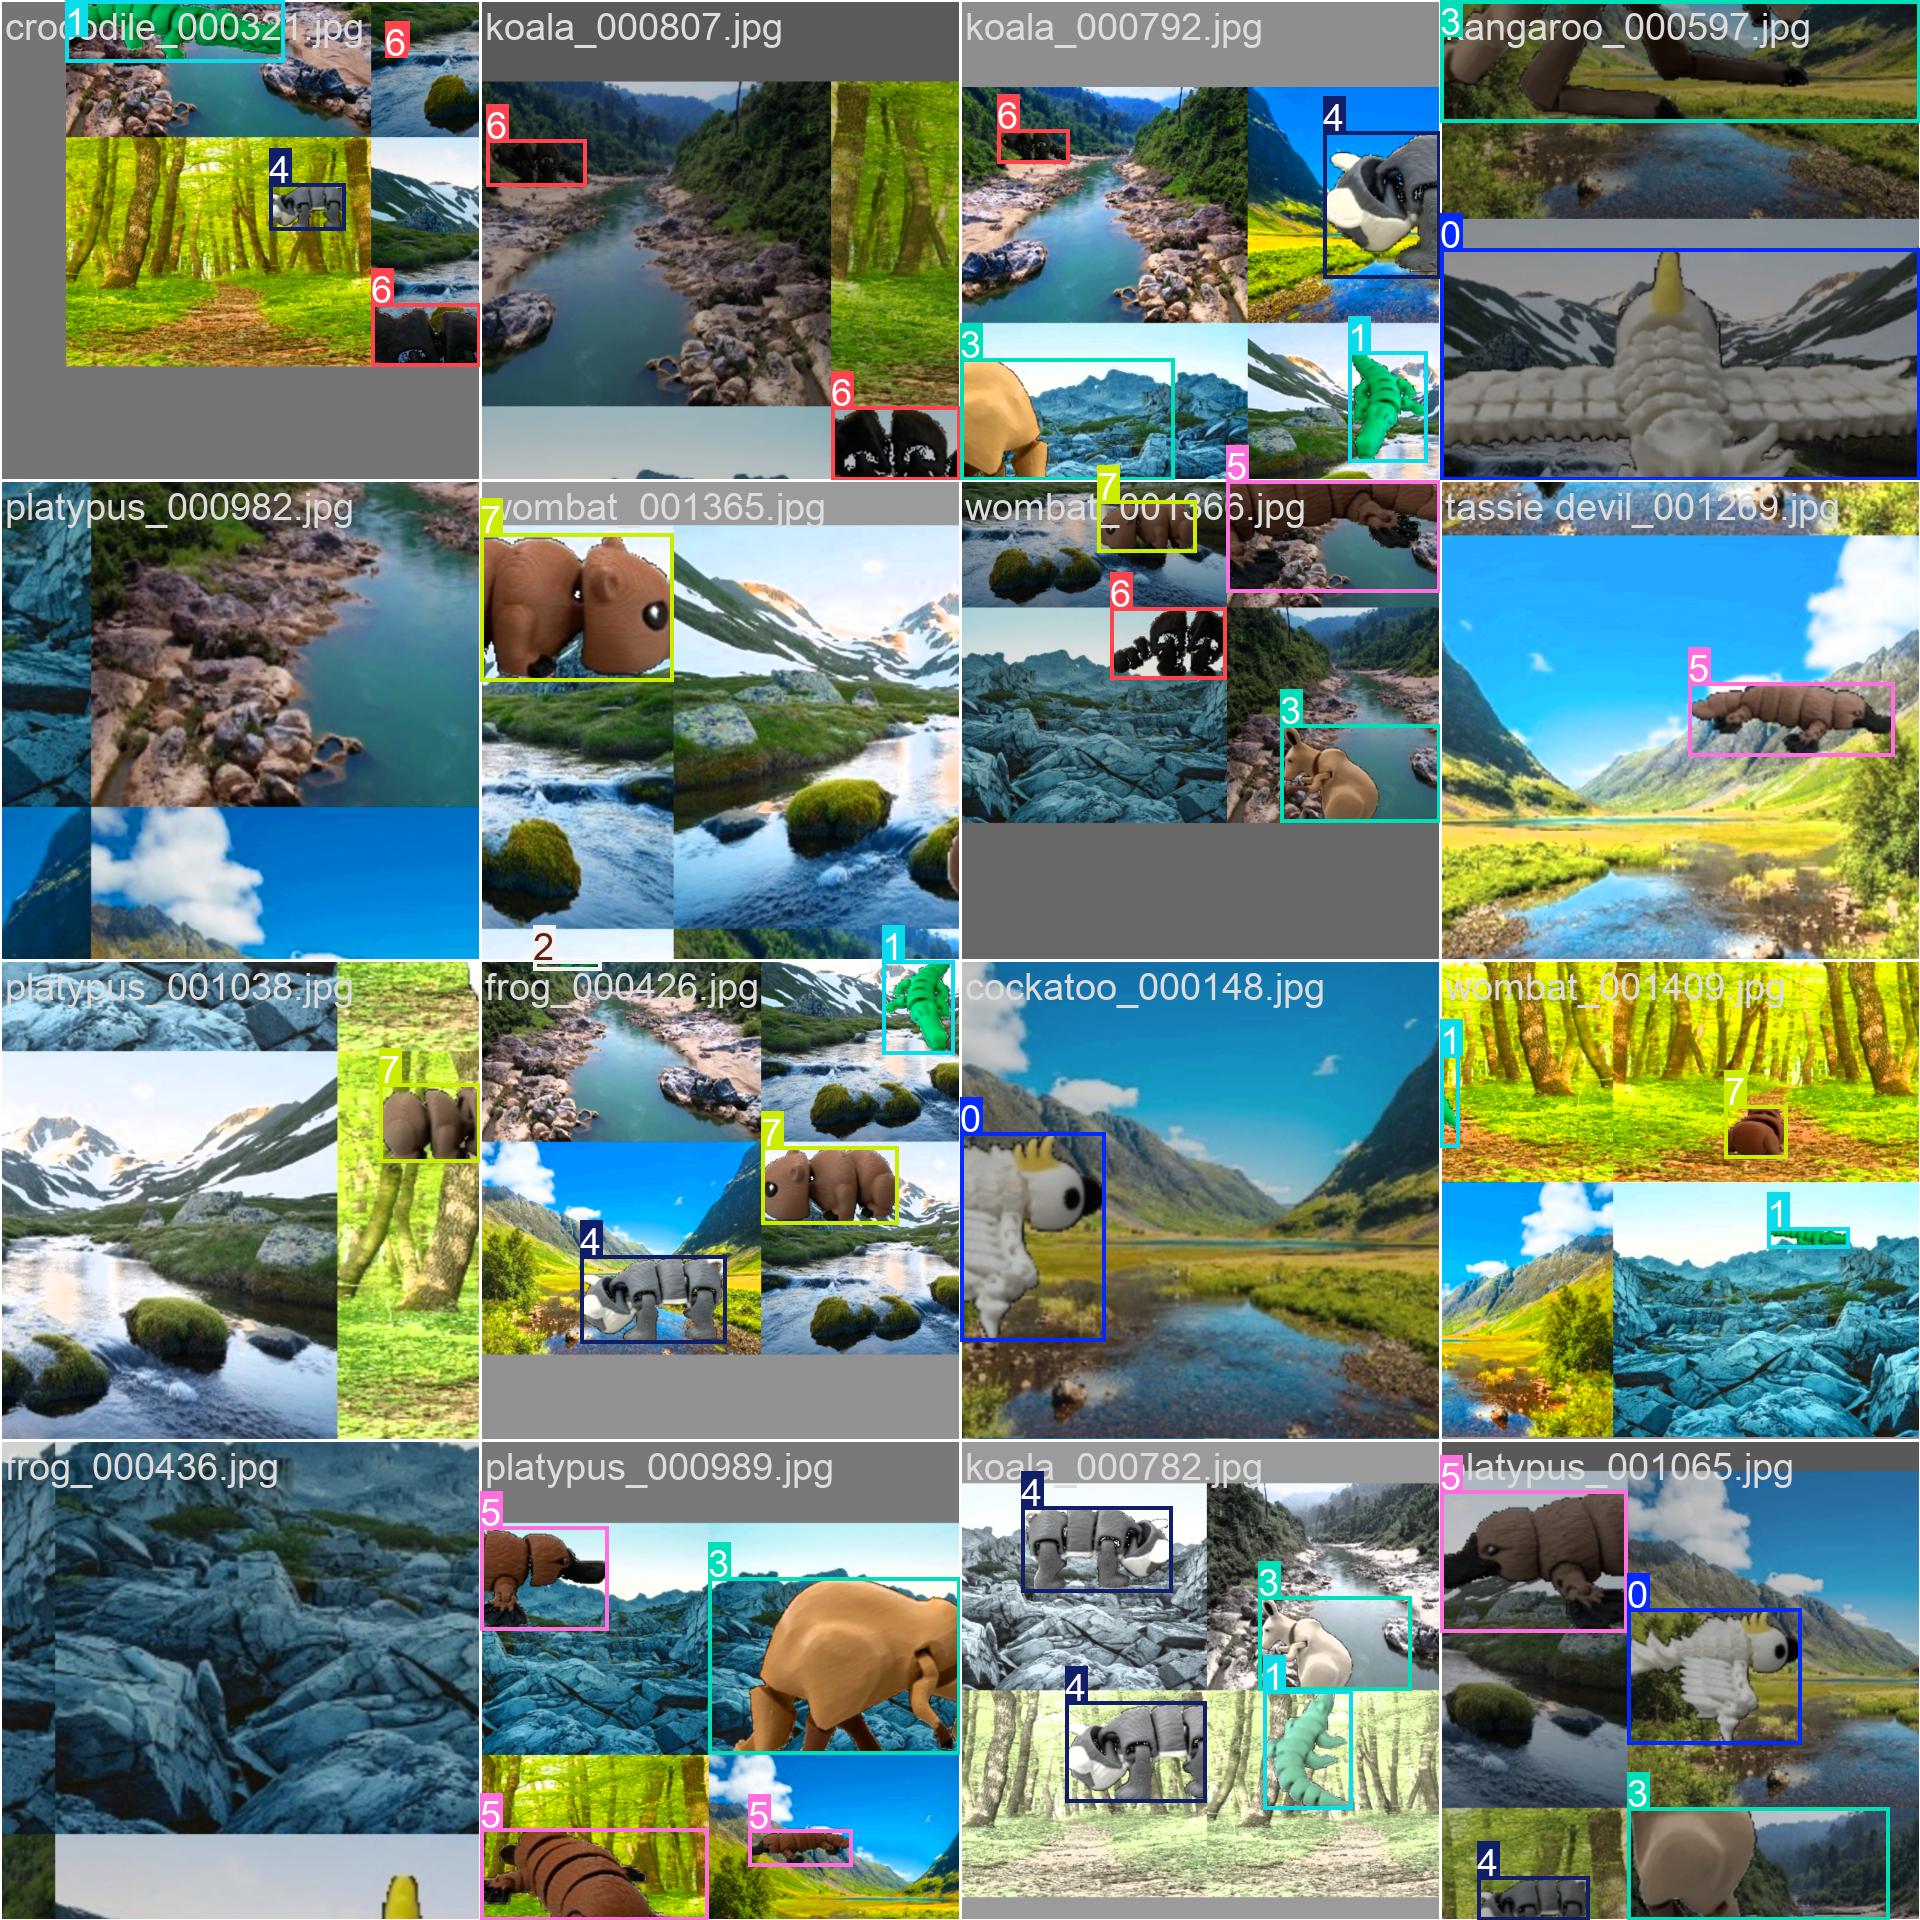 crocodile_000321.jpg
1
6
4
6
koala_000807.jpg
6
6
koala_000792.jpg
6
4
3
1
5
kangaroo_000597.jpg
3
0
platypus_000982.jpg
wombat_001365.jpg
7
2
1
wombat_001366.jpg
7
6
3
tassie devil_001269.jpg
5
platypus_001038.jpg
7
frog_000426.jpg
7
4
cockatoo_000148.jpg
0
wombat_001409.jpg
1
7
1
frog_000436.jpg
platypus_000989.jpg
5
3
5
5
koala_000782.jpg
4
3
4
1
platypus_001065.jpg
5
0
3
4